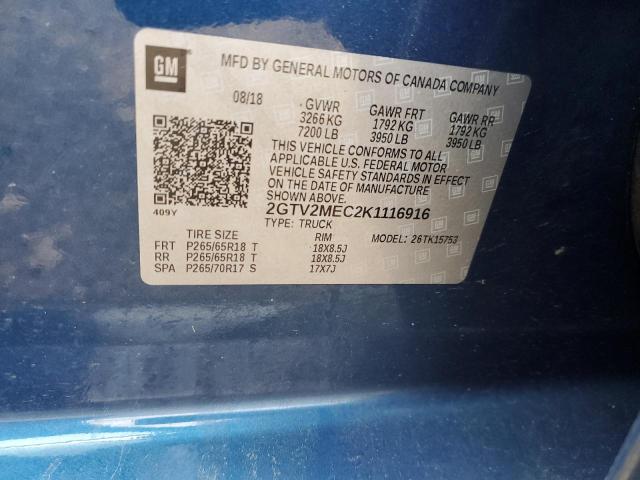 GM
MFD BY GENERAL MOTORS OF CANADA COMPANY
08/18 GVWR GAWR FRT GAWR RR
3266 KG 1792 KG 1792 KG
7200 LB 3950 LB 3950 LB
THIS VEHICLE CONFORMS TO ALL
APPLICABLE U.S. FEDERAL MOTOR
VEHICLE SAFETY STANDARDS IN EFFECT
ON THE DATE OF MANUFACTURE
SHOWN ABOVE.
2GTV2MEC2K1116916
409Y TYPE: TRUCK
TIRE SIZE RIM MODEL: 26TK15753
FRT P265/65R18 T 18X8.5J
RR P265/65R18 T 18X8.5J
SPA P265/70R17 S 17X7J